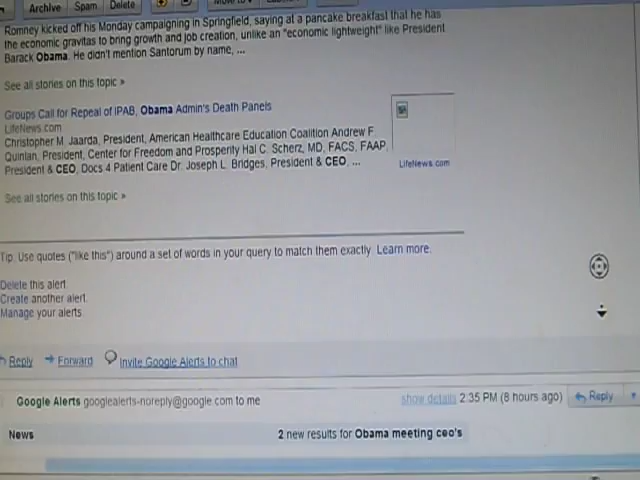 Archive Spam Delete
Romney kicked off his Monday campaigning in Springfield, saying at a pancake breakfast that he has
the economic gravitas to bring growth and job creation, unlike an "economic lightweight" like President
Barack Obama. He didn't mention Santorum by name, ...
See all stories on this topic »
Groups Call for Repeal of IPAB, Obama Admin's Death Panels
LifeNews.com
Christopher M. Jaarda, President, American Healthcare Education Coalition Andrew F.
Quinlan, President, Center for Freedom and Prosperity Hal C. Scherz, MD, FACS, FAAP,
President & CEO, Docs 4 Patient Care Dr. Joseph L. Bridges, President & CEO, ...
LifeNews.com
See all stories on this topic »
Tip: Use quotes ("like this") around a set of words in your query to match them exactly. Learn more.
Delete this alert.
Create another alert.
Manage your alerts.
Reply Forward Invite Google Alerts to chat
Google Alerts googlealerts-noreply@google.com to me show details 2:35 PM (8 hours ago) Reply
News 2 new results for Obama meeting ceo's